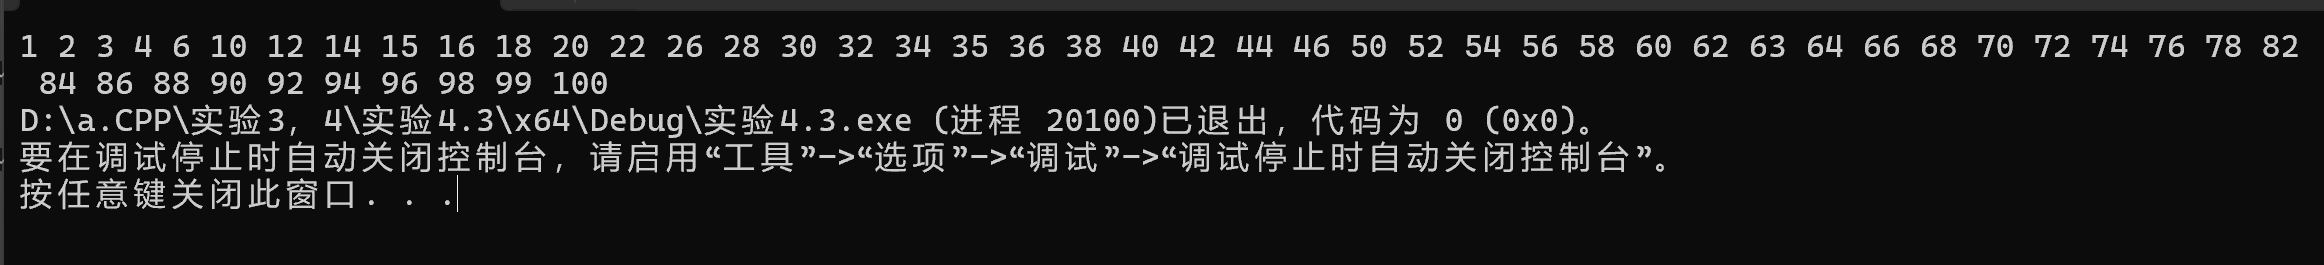 1 2 3 4 6 10 12 14 15 16 18 20 22 26 28 30 32 34 35 36 38 40 42 44 46 50 52 54 56 58 60 62 63 64 66 68 70 72 74 76 78 82
84 86 88 90 92 94 96 98 99 100
D:\a.CPP\实验3，4\实验4.3\x64\Debug\实验4.3.exe (进程 20100)已退出，代码为 0 (0x0)。
要在调试停止时自动关闭控制台，请启用“工具”->“选项”->“调试”->“调试停止时自动关闭控制台”。
按任意键关闭此窗口. . .